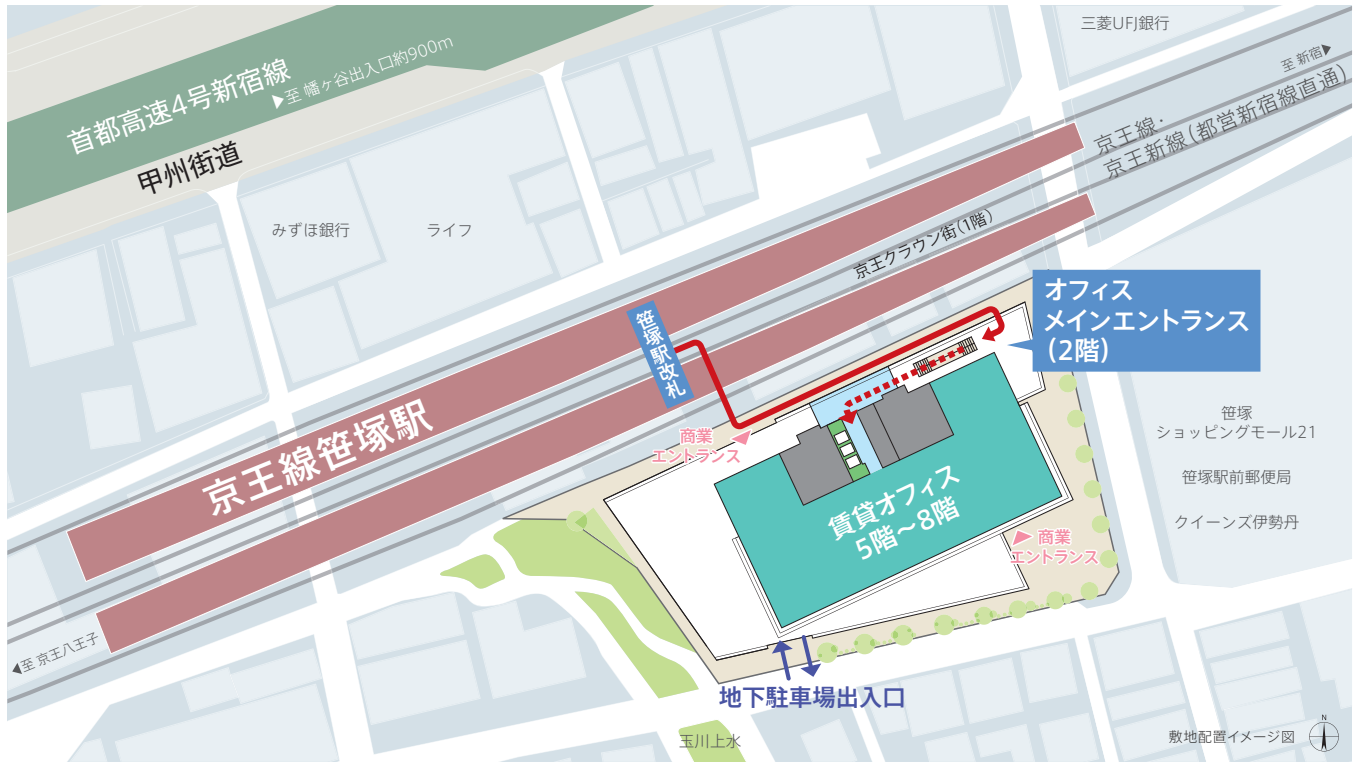 三菱UFJ銀行
至 新宿▶
首都高速4号新宿線
▶至 幡ヶ谷出入口約900m
甲州街道
京王線・
京王新線(都営新宿線直通)
みずほ銀行
ライフ
京王クラウン街(1階)
オフィス
メインエントランス
(2階)
笹塚駅改札
京王線笹塚駅
商業
エントランス
笹塚
ショッピングモール21
笹塚駅前郵便局
クイーンズ伊勢丹
賃貸オフィス
5階〜8階
商業
エントランス
◀至 京王八王子
地下駐車場出入口
玉川上水
敷地配置イメージ図
N